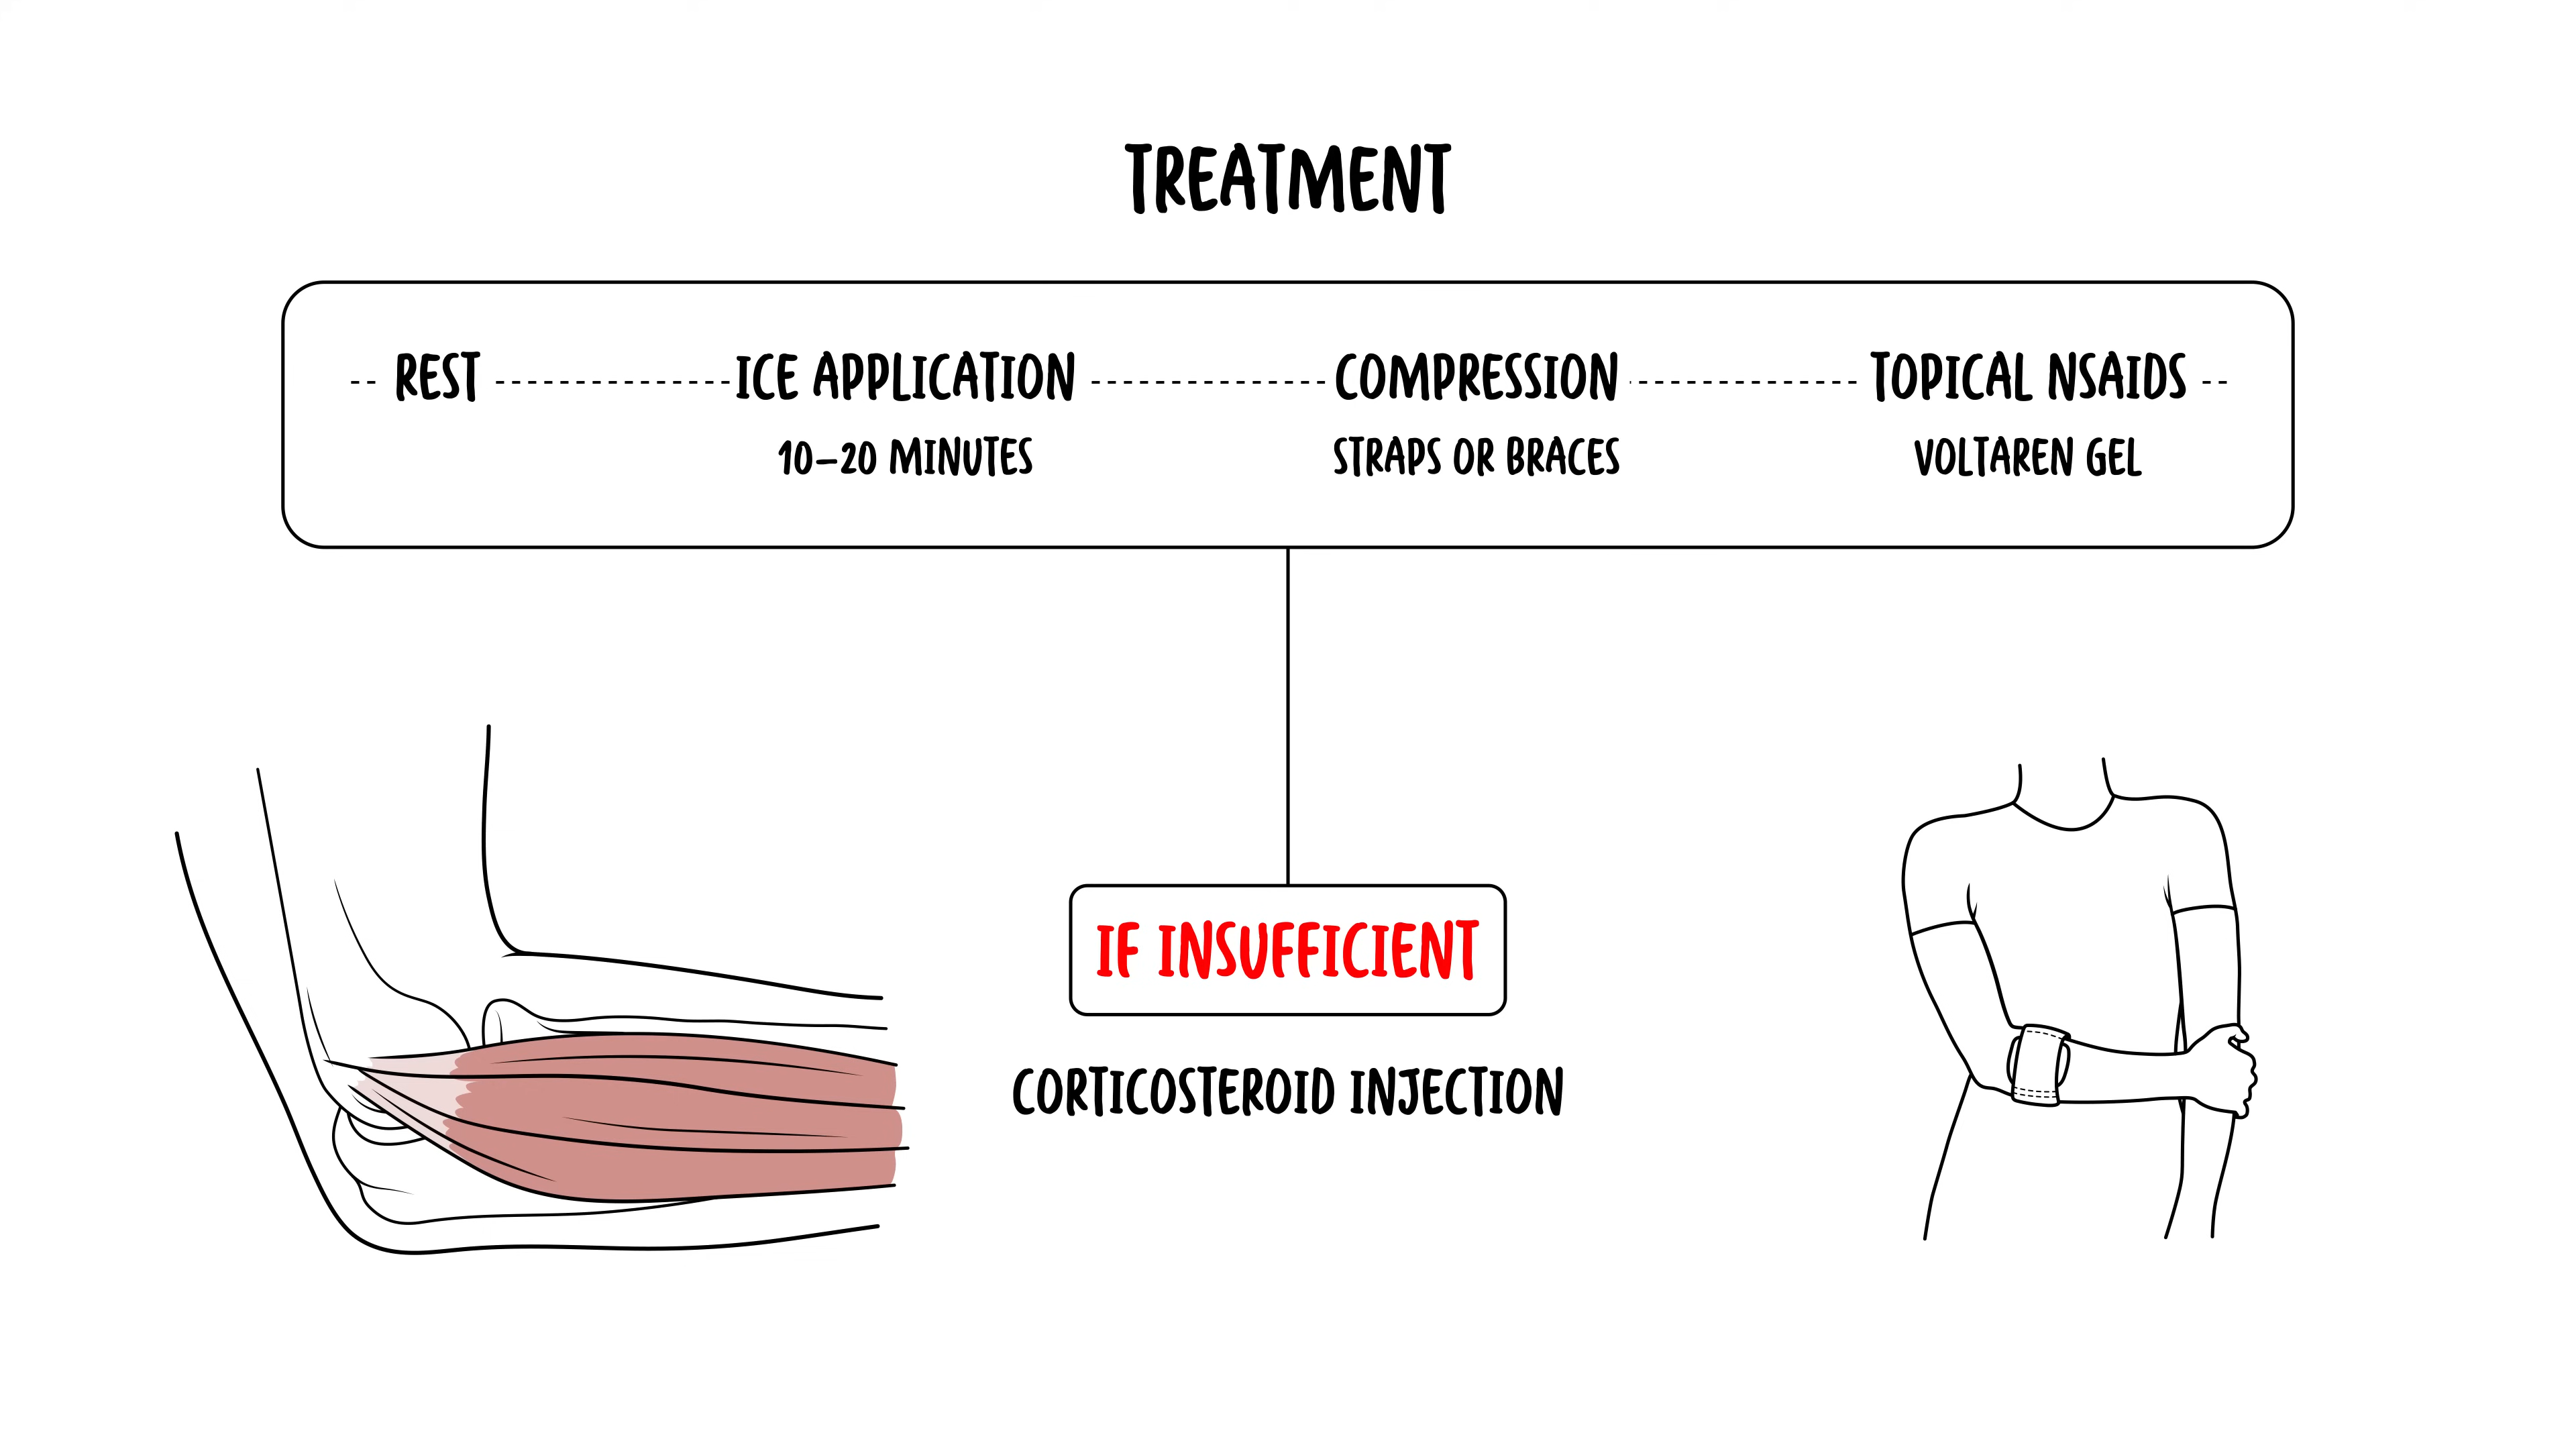 TREATMENT
REST ICE APPLICATION COMPRESSION TOPICAL NSAIDS
10–20 MINUTES STRAPS OR BRACES VOLTAREN GEL
IF INSUFFICIENT
CORTICOSTEROID INJECTION